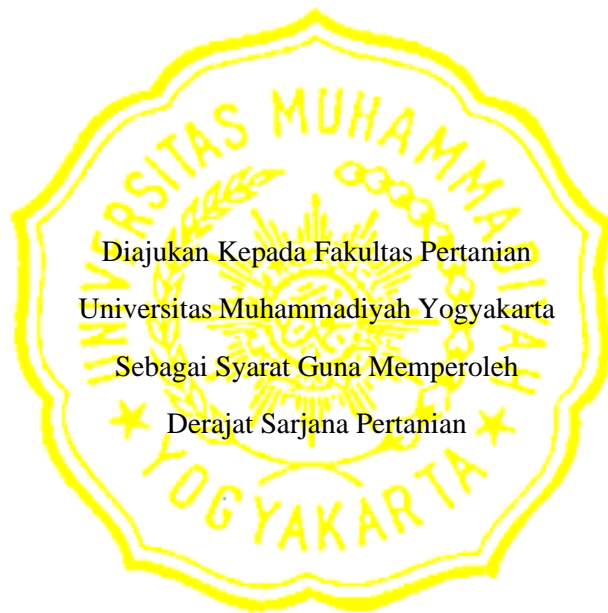 UNIVERSITAS MUHAMMADIYAH
Diajukan Kepada Fakultas Pertanian
Universitas Muhammadiyah Yogyakarta
Sebagai Syarat Guna Memperoleh
Derajat Sarjana Pertanian
YOGYAKARTA